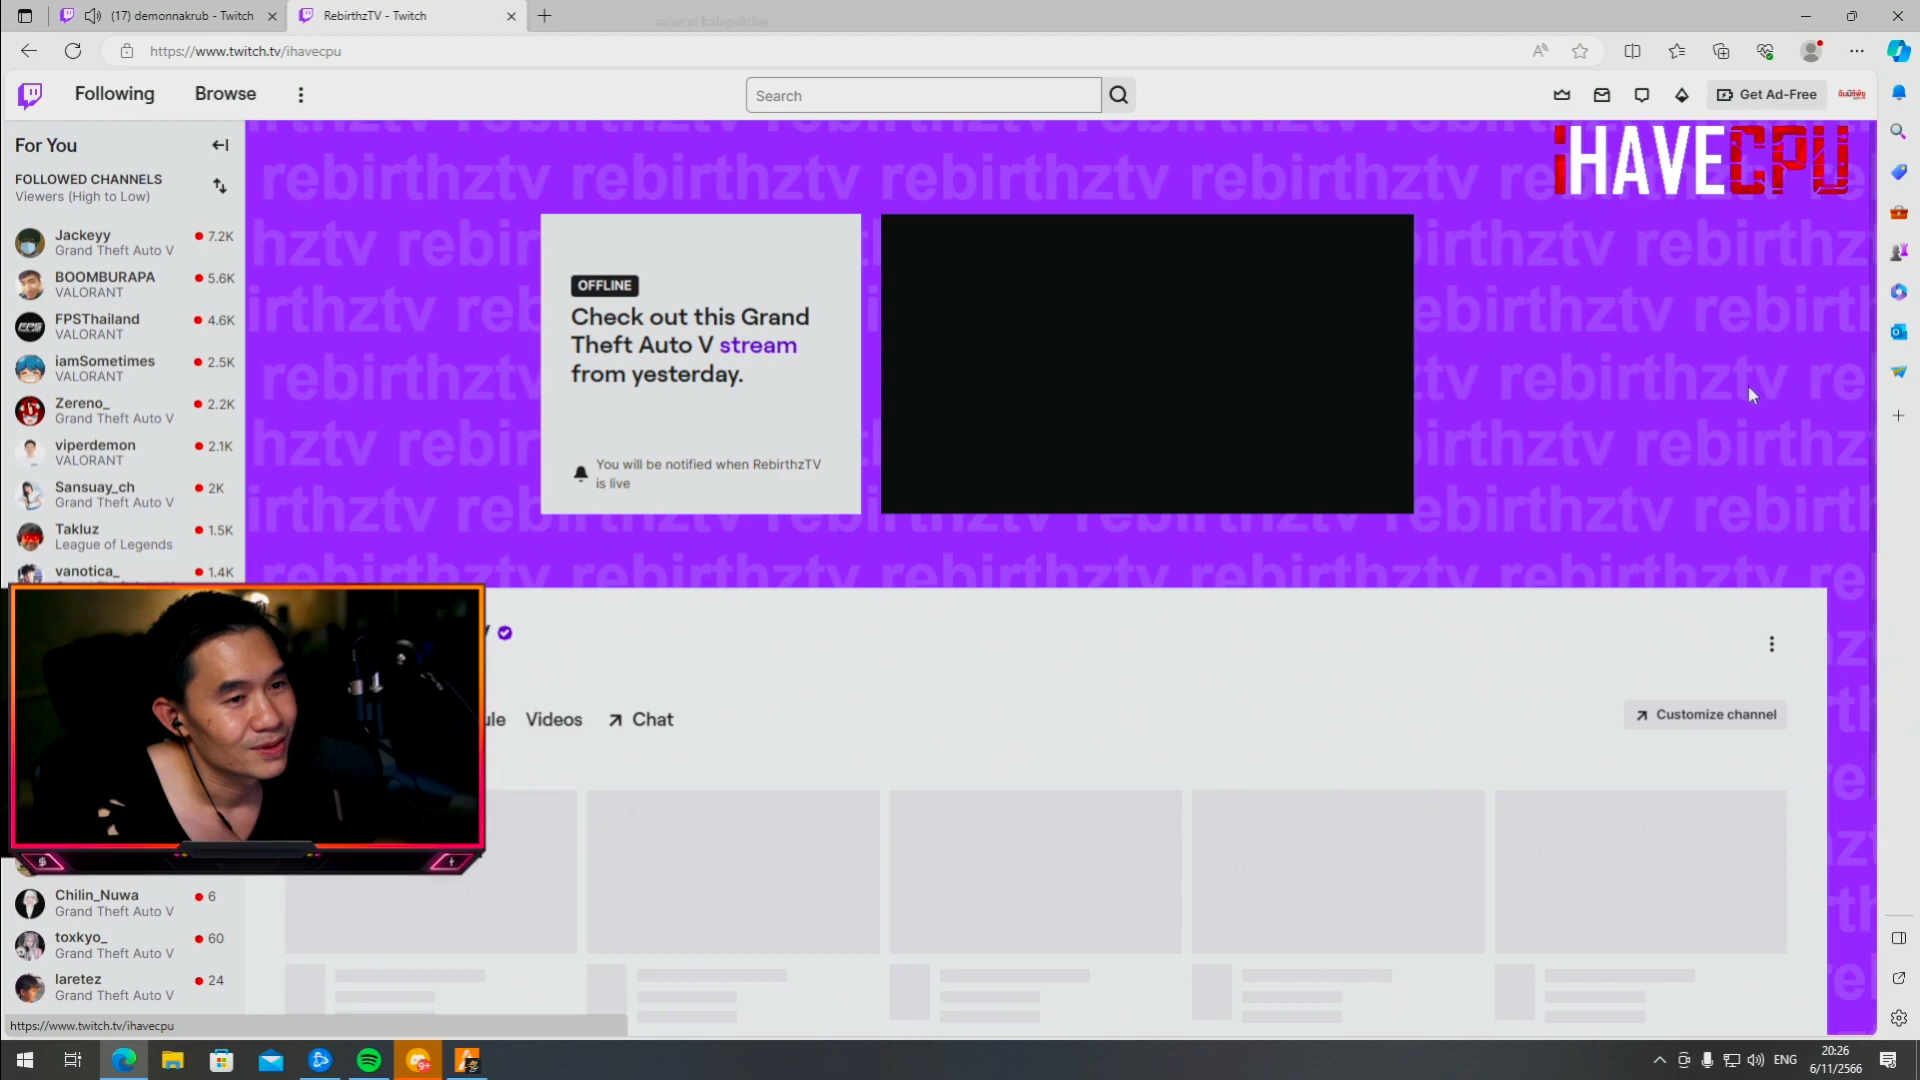 (17) demonnakrub - Twitch
RebirthzTV - Twitch
https://www.twitch.tv/ihavecpu
Following
Browse
Search
Get Ad-Free
For You
FOLLOWED CHANNELS
Viewers (High to Low)
Jackeyy
7.2K
Grand Theft Auto V
BOOMBURAPA
5.6K
VALORANT
FPSThailand
4.6K
VALORANT
iamSometimes
2.5K
VALORANT
Zereno_
2.2K
Grand Theft Auto V
viperdemon
2.1K
VALORANT
Sansuay_ch
2K
Grand Theft Auto V
Takluz
1.5K
League of Legends
vanotica_
1.4K
Chilin_Nuwa
6
Grand Theft Auto V
toxkyo_
60
Grand Theft Auto V
laretez
24
Grand Theft Auto V
https://www.twitch.tv/ihavecpu
iHAVECPU
rebirthztv rebirthztv rebirthztv rebirthztv
OFFLINE
Check out this Grand
Theft Auto V stream
from yesterday.
You will be notified when RebirthzTV
is live
Videos
Chat
Customize channel
ENG
20:26
6/11/2566